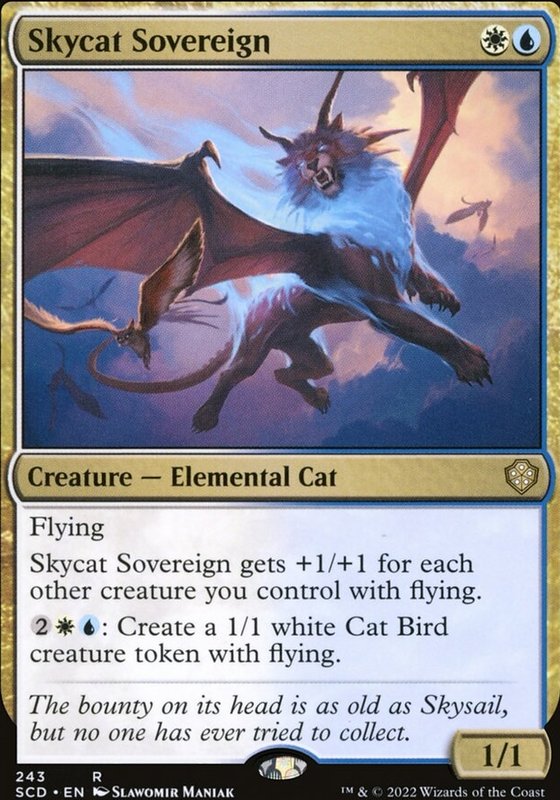 Skycat Sovereign
Creature — Elemental Cat
Flying
Skycat Sovereign gets +1/+1 for each
other creature you control with flying.
2: Create a 1/1 white Cat Bird
creature token with flying.
The bounty on its head is as old as Skysail,
but no one has ever tried to collect.
1/1
243 R
SCD • EN Slawomir Maniak
™ & © 2022 Wizards of the Coast